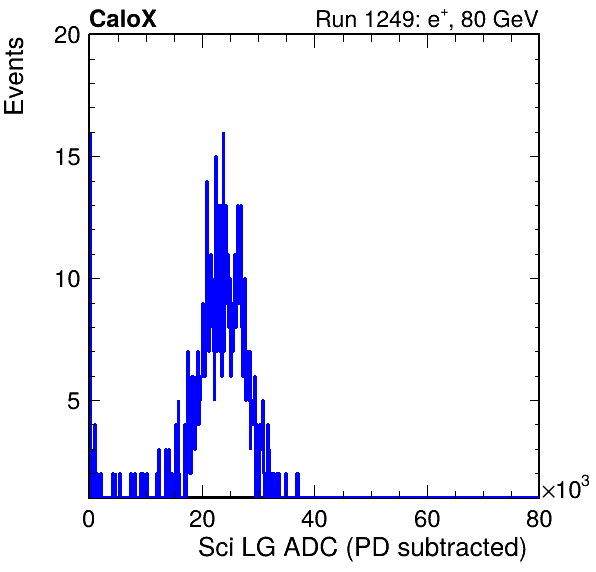 CaloX Run 1249: e⁺, 80 GeV
Events
20
15
10
5
0 20 40 60 80
×10³
Sci LG ADC (PD subtracted)